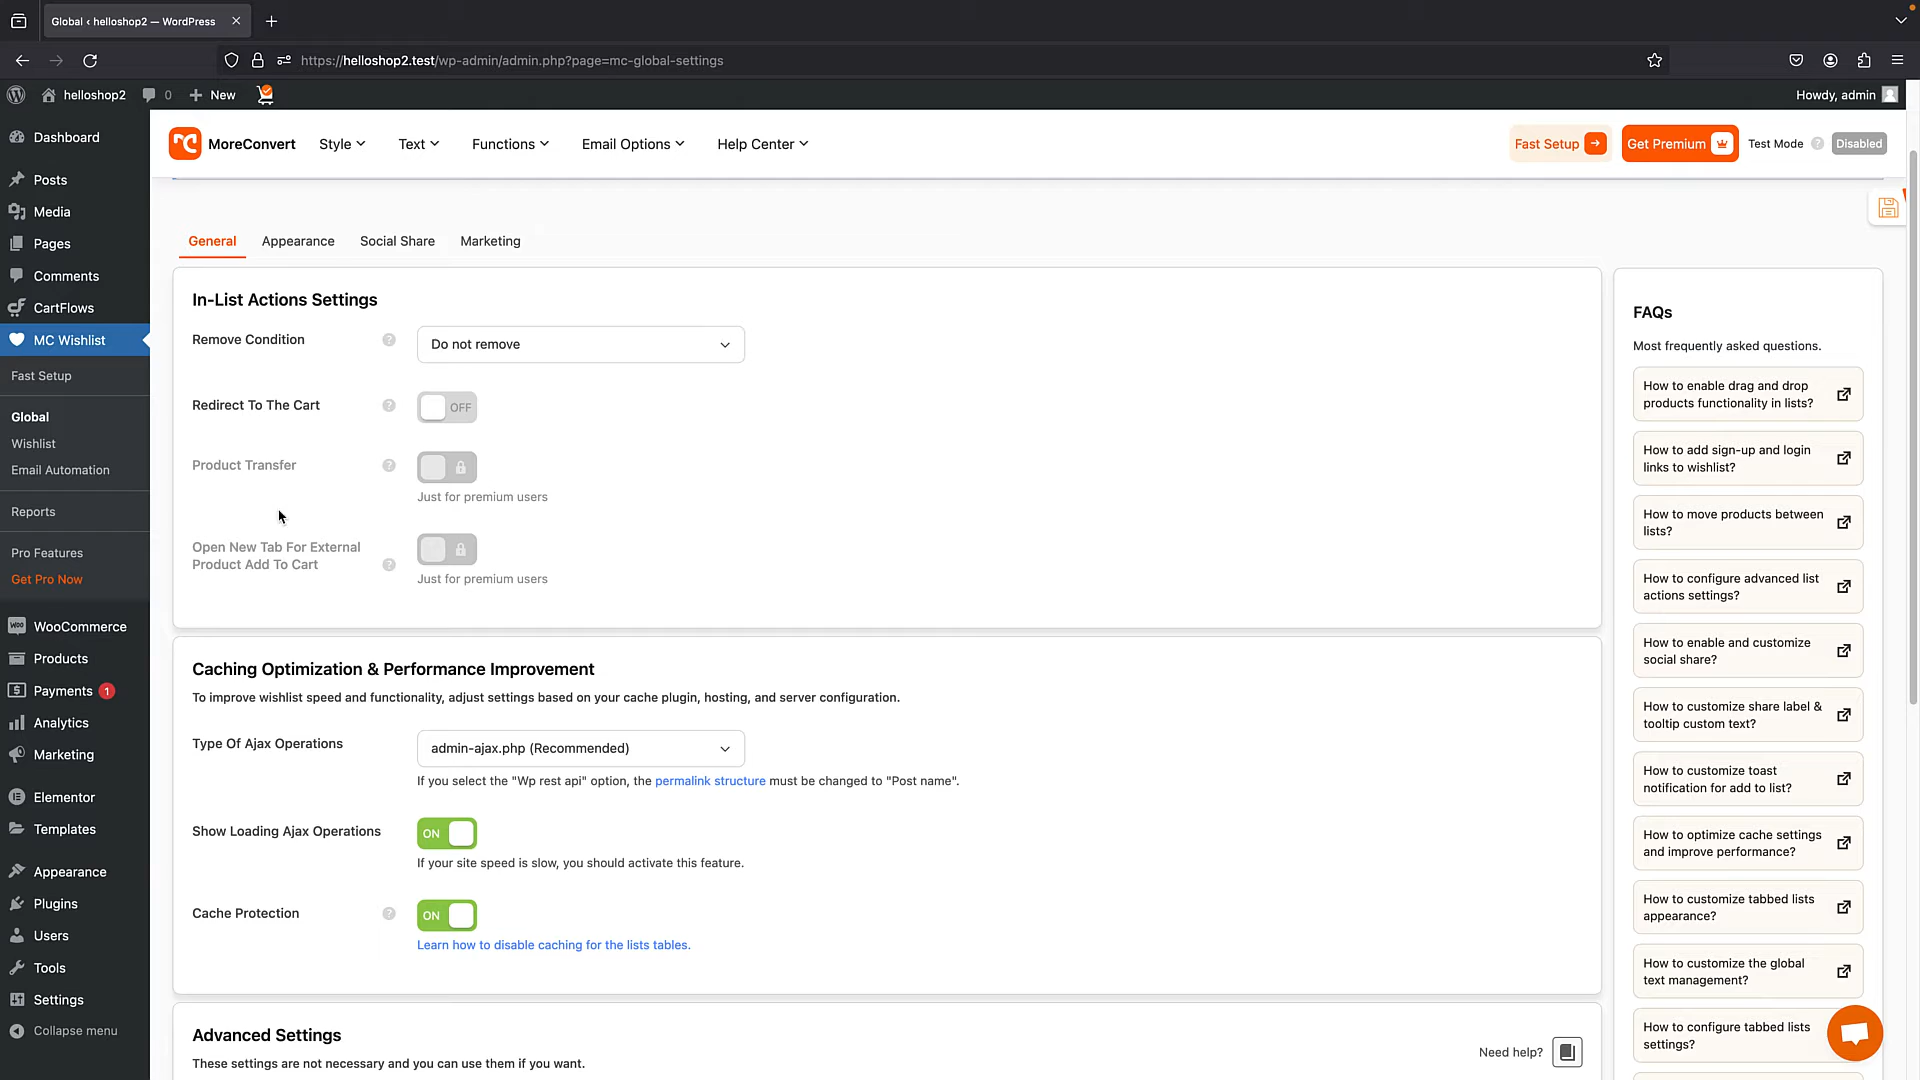 Global ‹ helloshop2 — WordPress
https://helloshop2.test/wp-admin/admin.php?page=mc-global-settings
helloshop2
0
New
Howdy, admin
Dashboard
Posts
Media
Pages
Comments
CartFlows
MC Wishlist
Fast Setup
Global
Wishlist
Email Automation
Reports
Pro Features
Get Pro Now
WooCommerce
Products
Payments 1
Analytics
Marketing
Elementor
Templates
Appearance
Plugins
Users
Tools
Settings
Collapse menu
MoreConvert
Style
Text
Functions
Email Options
Help Center
Fast Setup
Get Premium
Test Mode
Disabled
General
Appearance
Social Share
Marketing
In-List Actions Settings
Remove Condition
Do not remove
Redirect To The Cart
OFF
Product Transfer
Just for premium users
Open New Tab For External
Product Add To Cart
Just for premium users
Caching Optimization & Performance Improvement
To improve wishlist speed and functionality, adjust settings based on your cache plugin, hosting, and server configuration.
Type Of Ajax Operations
admin-ajax.php (Recommended)
If you select the "Wp rest api" option, the permalink structure must be changed to "Post name".
Show Loading Ajax Operations
ON
If your site speed is slow, you should activate this feature.
Cache Protection
ON
Learn how to disable caching for the lists tables.
Advanced Settings
These settings are not necessary and you can use them if you want.
Need help?
FAQs
Most frequently asked questions.
How to enable drag and drop
products functionality in lists?
How to add sign-up and login
links to wishlist?
How to move products between
lists?
How to configure advanced list
actions settings?
How to enable and customize
social share?
How to customize share label &
tooltip custom text?
How to customize toast
notification for add to list?
How to optimize cache settings
and improve performance?
How to customize tabbed lists
appearance?
How to customize the global
text management?
How to configure tabbed lists
settings?